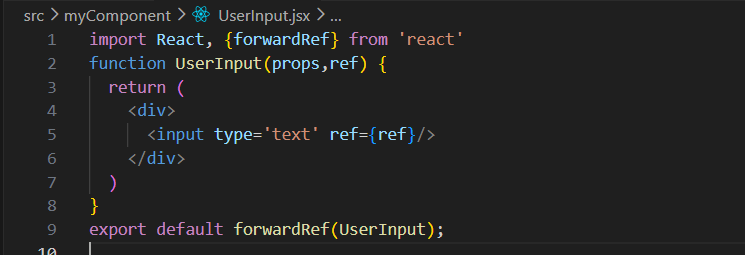 src > myComponent > UserInput.jsx > ...
1 import React, {forwardRef} from 'react'
2 function UserInput(props,ref) {
3 return (
4 <div>
5 <input type='text' ref={ref}/>
6 </div>
7 )
8 }
9 export default forwardRef(UserInput);
10